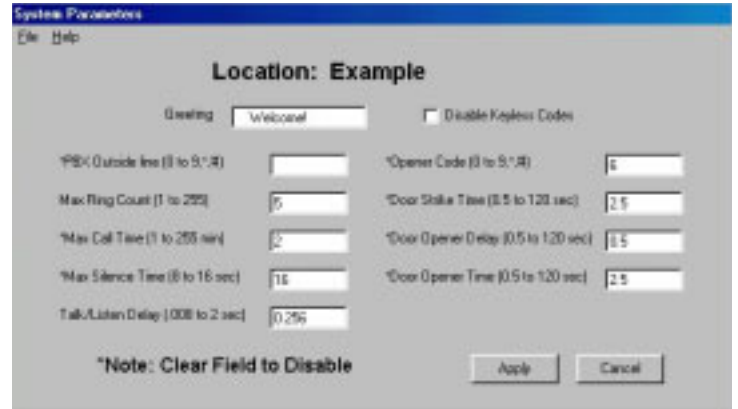 System Parameters
File Help
Location: Example
Greeting Welcome! Disable Keyless Codes
*PBX Outside line (0 to 9,*,#) *Opener Code (0 to 9,*,#) 6
Max Ring Count (1 to 255) 5 *Door Strike Time (0.5 to 120 sec) 2.5
*Max Call Time (1 to 255 min) 2 *Door Opener Delay (0.5 to 120 sec) 0.5
*Max Silence Time (8 to 16 sec) 16 *Door Opener Time (0.5 to 120 sec) 2.5
Talk/Listen Delay (.008 to 2 sec) 0.256
*Note: Clear Field to Disable Apply Cancel